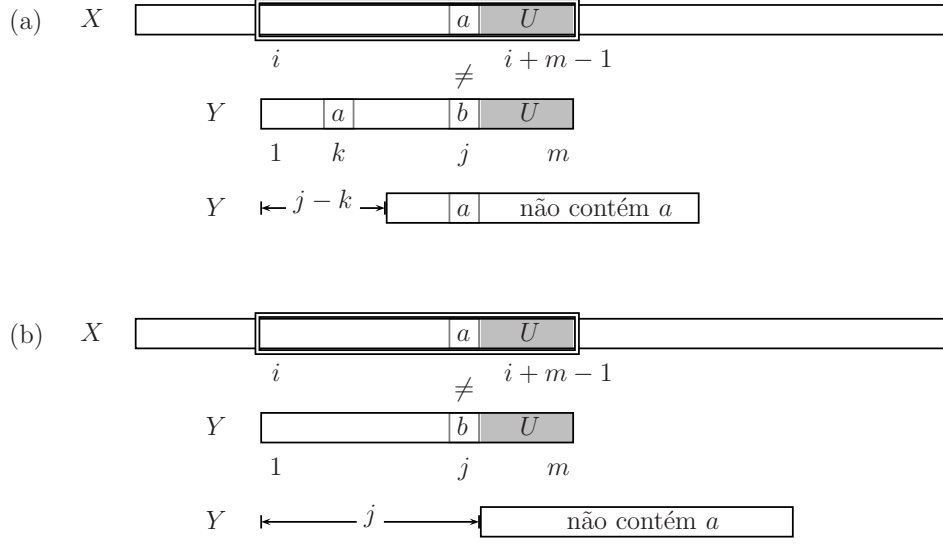 (a) X a U
i i + m − 1
≠
Y a b U
1 k j m
Y j − k a não contém a
(b) X a U
i i + m − 1
≠
Y b U
1 j m
Y j não contém a